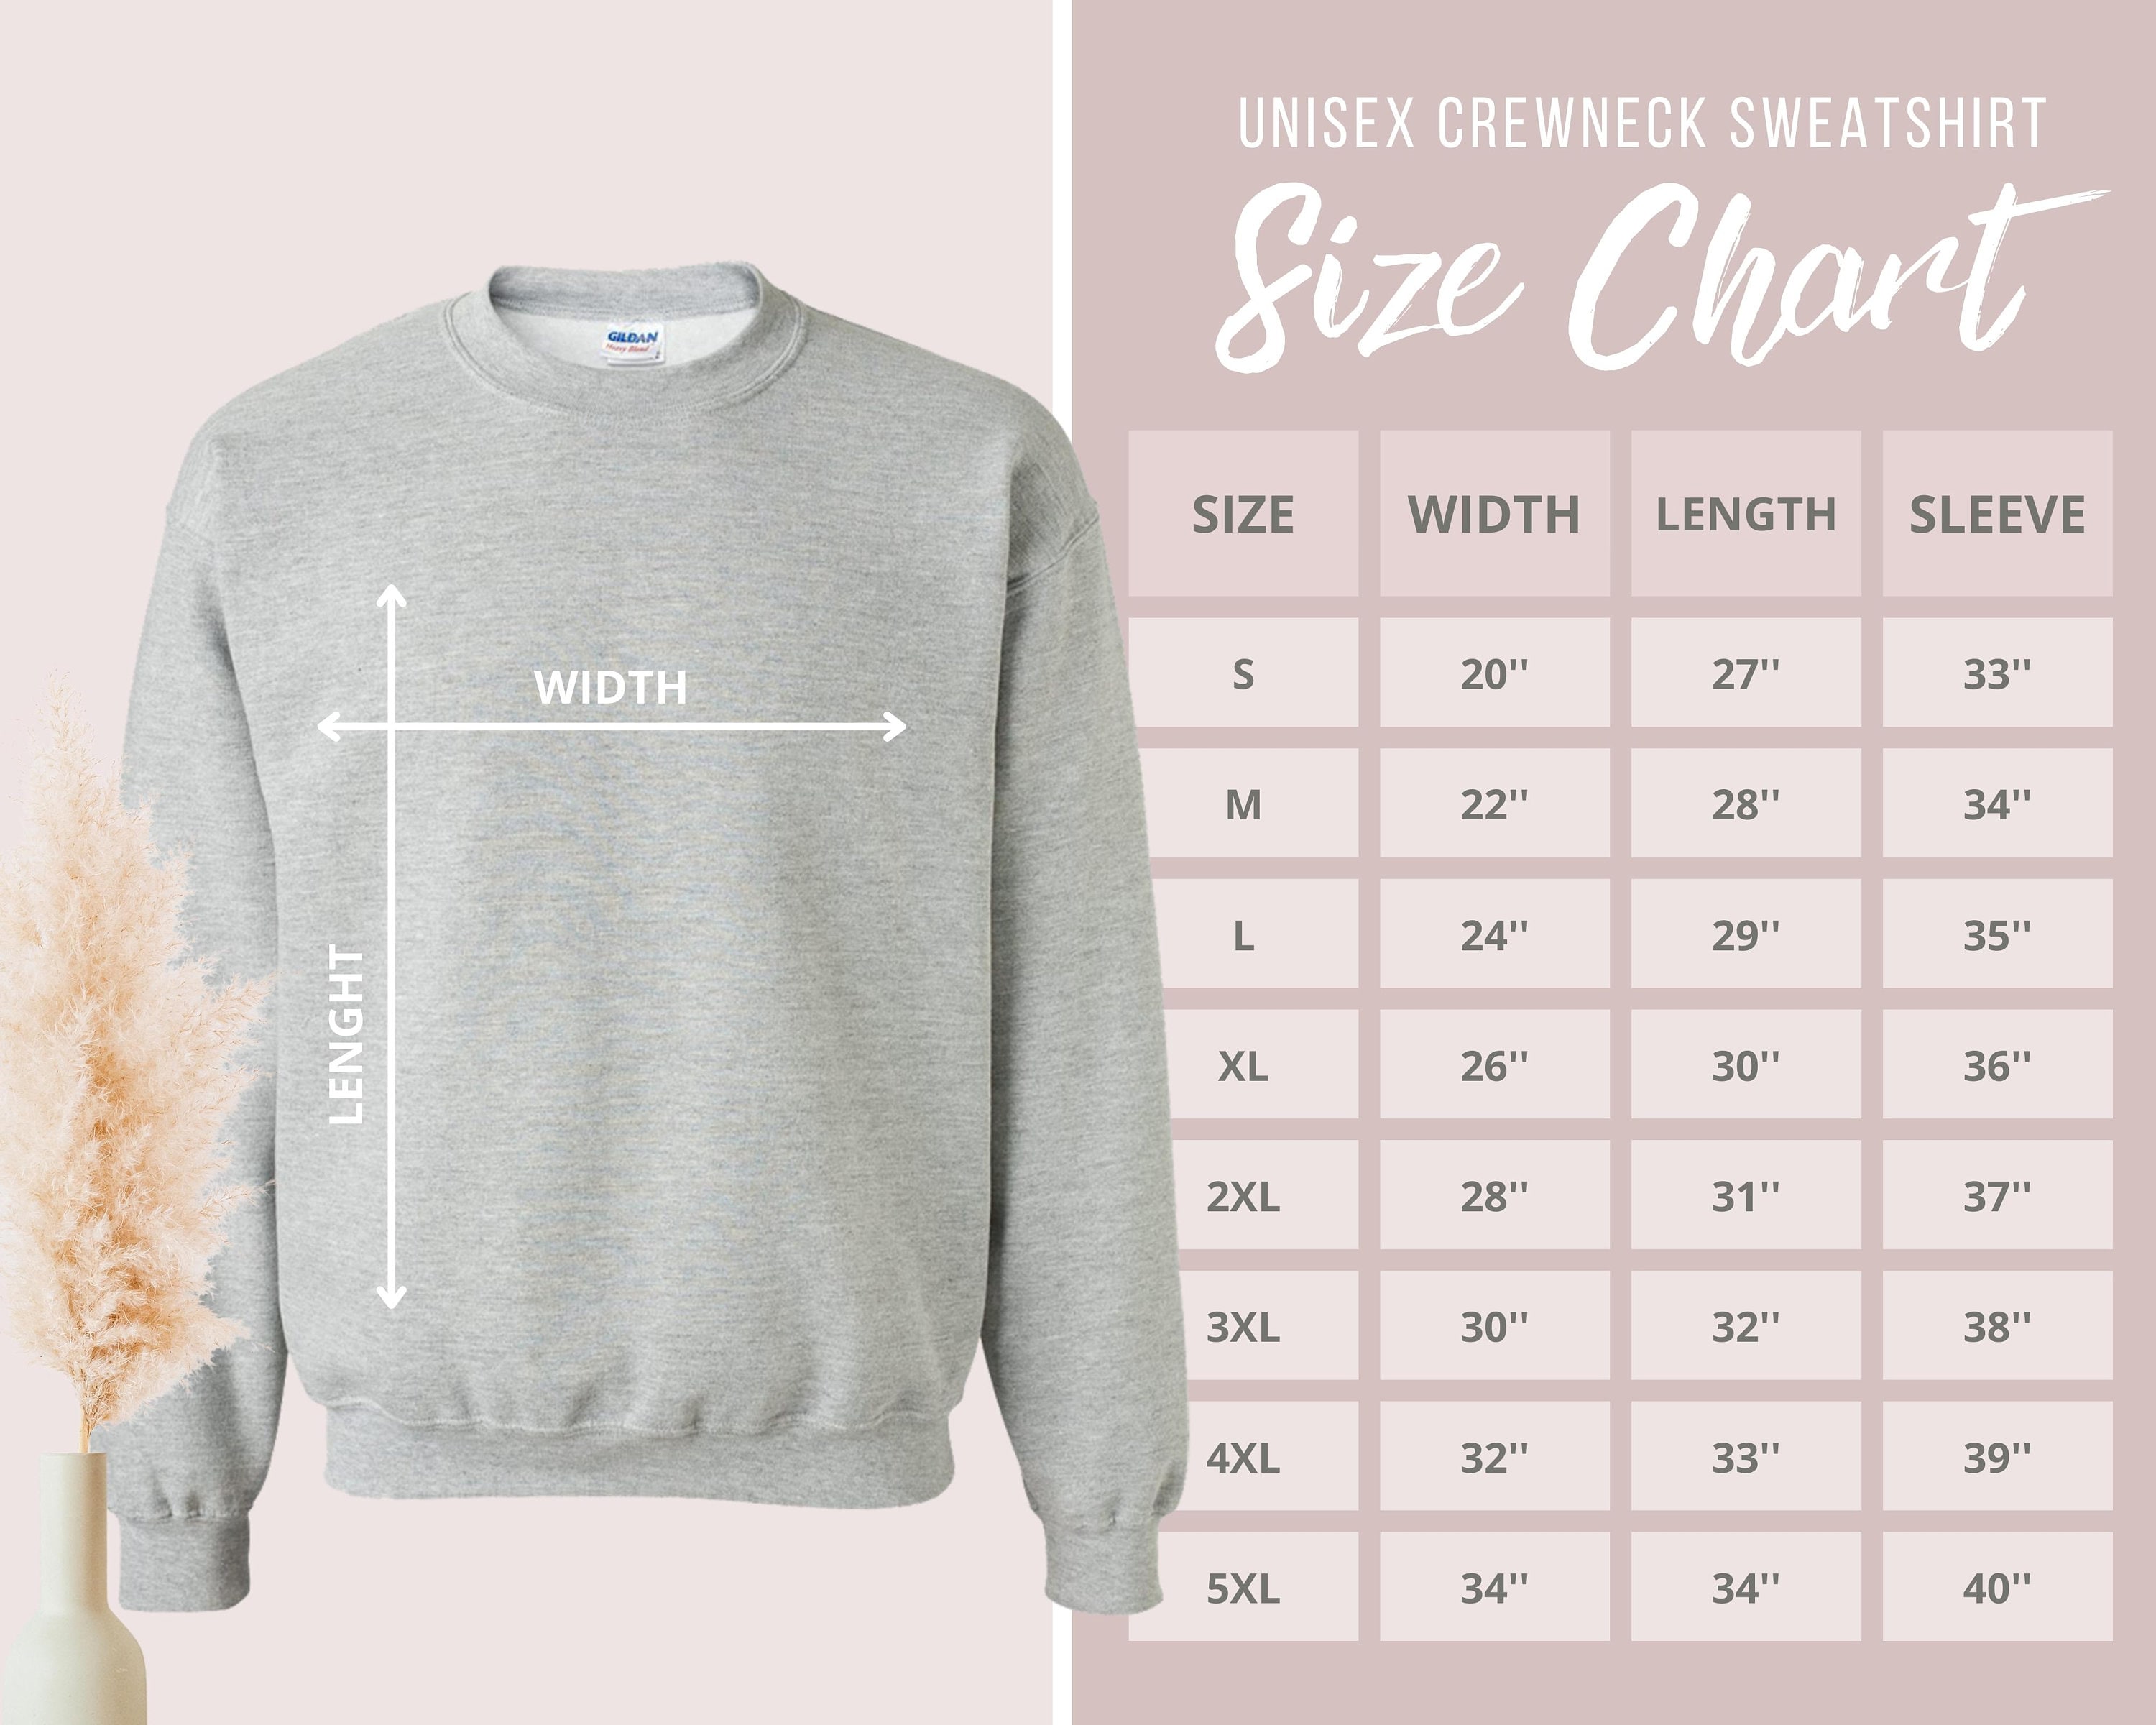 UNISEX CREWNECK SWEATSHIRT
Size Chart
GILDAN
Heavy Blend
WIDTH
LENGHT
SIZE WIDTH LENGTH SLEEVE
S 20'' 27'' 33''
M 22'' 28'' 34''
L 24'' 29'' 35''
XL 26'' 30'' 36''
2XL 28'' 31'' 37''
3XL 30'' 32'' 38''
4XL 32'' 33'' 39''
5XL 34'' 34'' 40''